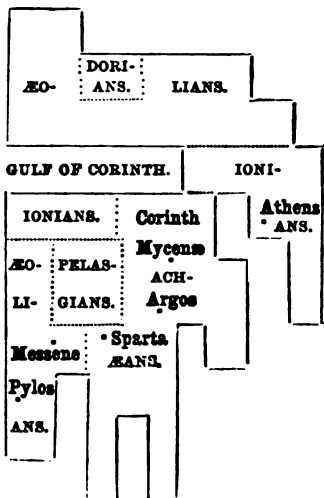 DORI-
ÆO- ANS. LIANS.
GULF OF CORINTH. IONI-
IONIANS. Corinth Athens
ANS.
Mycenæ
ÆO- PELAS- ACH-
LI- GIANS. Argos
Messene Sparta
ÆANS.
Pylos
ANS.